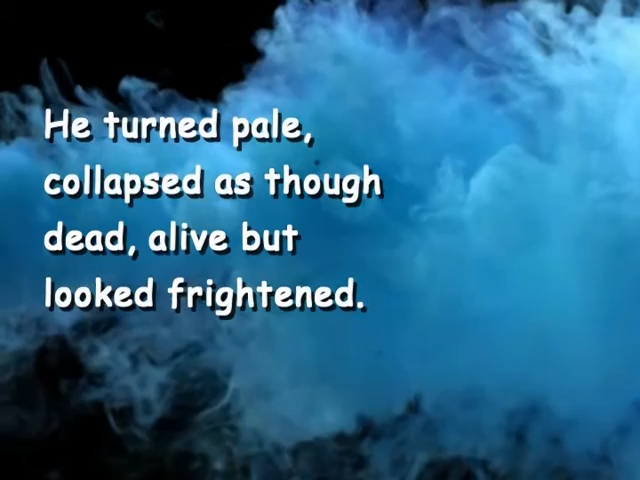 He turned pale,
collapsed as though
dead, alive but
looked frightened.